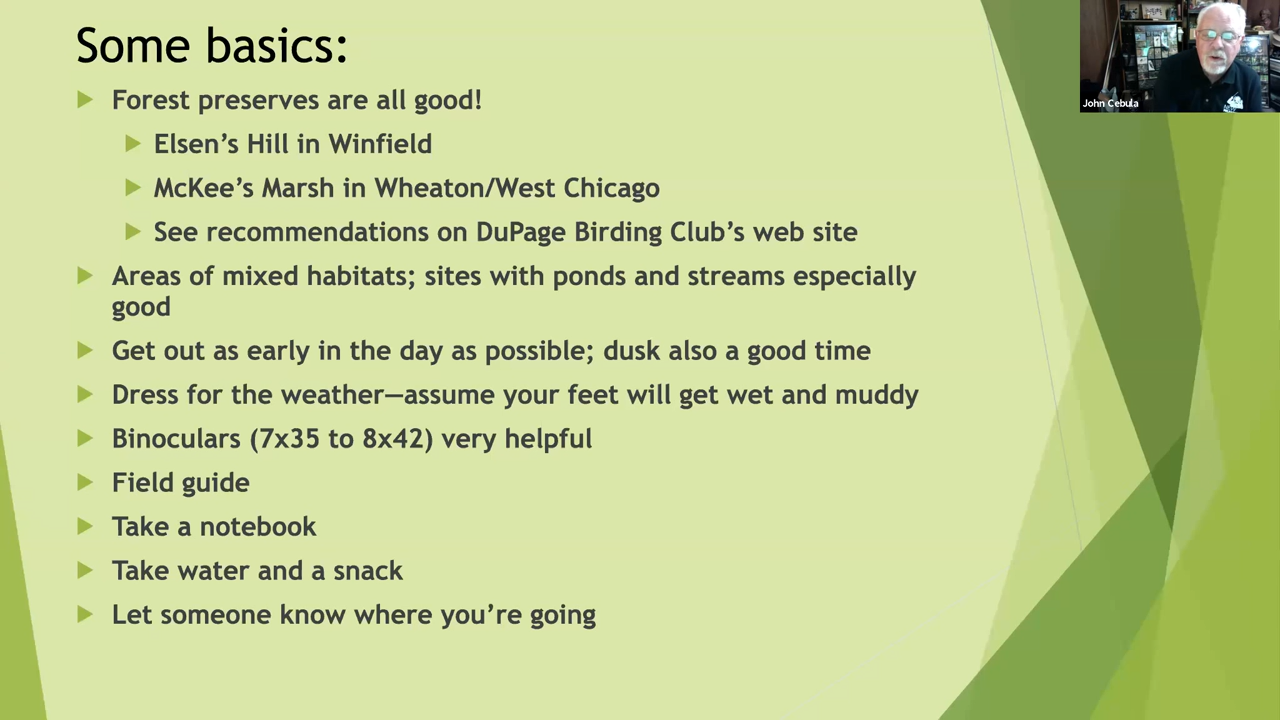 Some basics:
Forest preserves are all good!
Elsen’s Hill in Winfield
McKee’s Marsh in Wheaton/West Chicago
See recommendations on DuPage Birding Club’s web site
Areas of mixed habitats; sites with ponds and streams especially
good
Get out as early in the day as possible; dusk also a good time
Dress for the weather—assume your feet will get wet and muddy
Binoculars (7x35 to 8x42) very helpful
Field guide
Take a notebook
Take water and a snack
Let someone know where you’re going
John Cebula